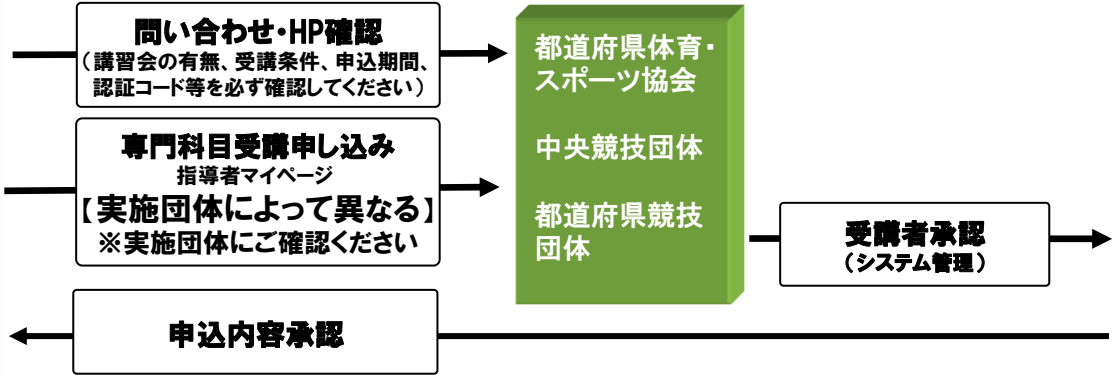 問い合わせ・HP確認
（講習会の有無、受講条件、申込期間、
認証コード等を必ず確認してください）
専門科目受講申し込み
指導者マイページ
【実施団体によって異なる】
※実施団体にご確認ください
都道府県体育・
スポーツ協会
中央競技団体
都道府県競技
団体
受講者承認
（システム管理）
申込内容承認